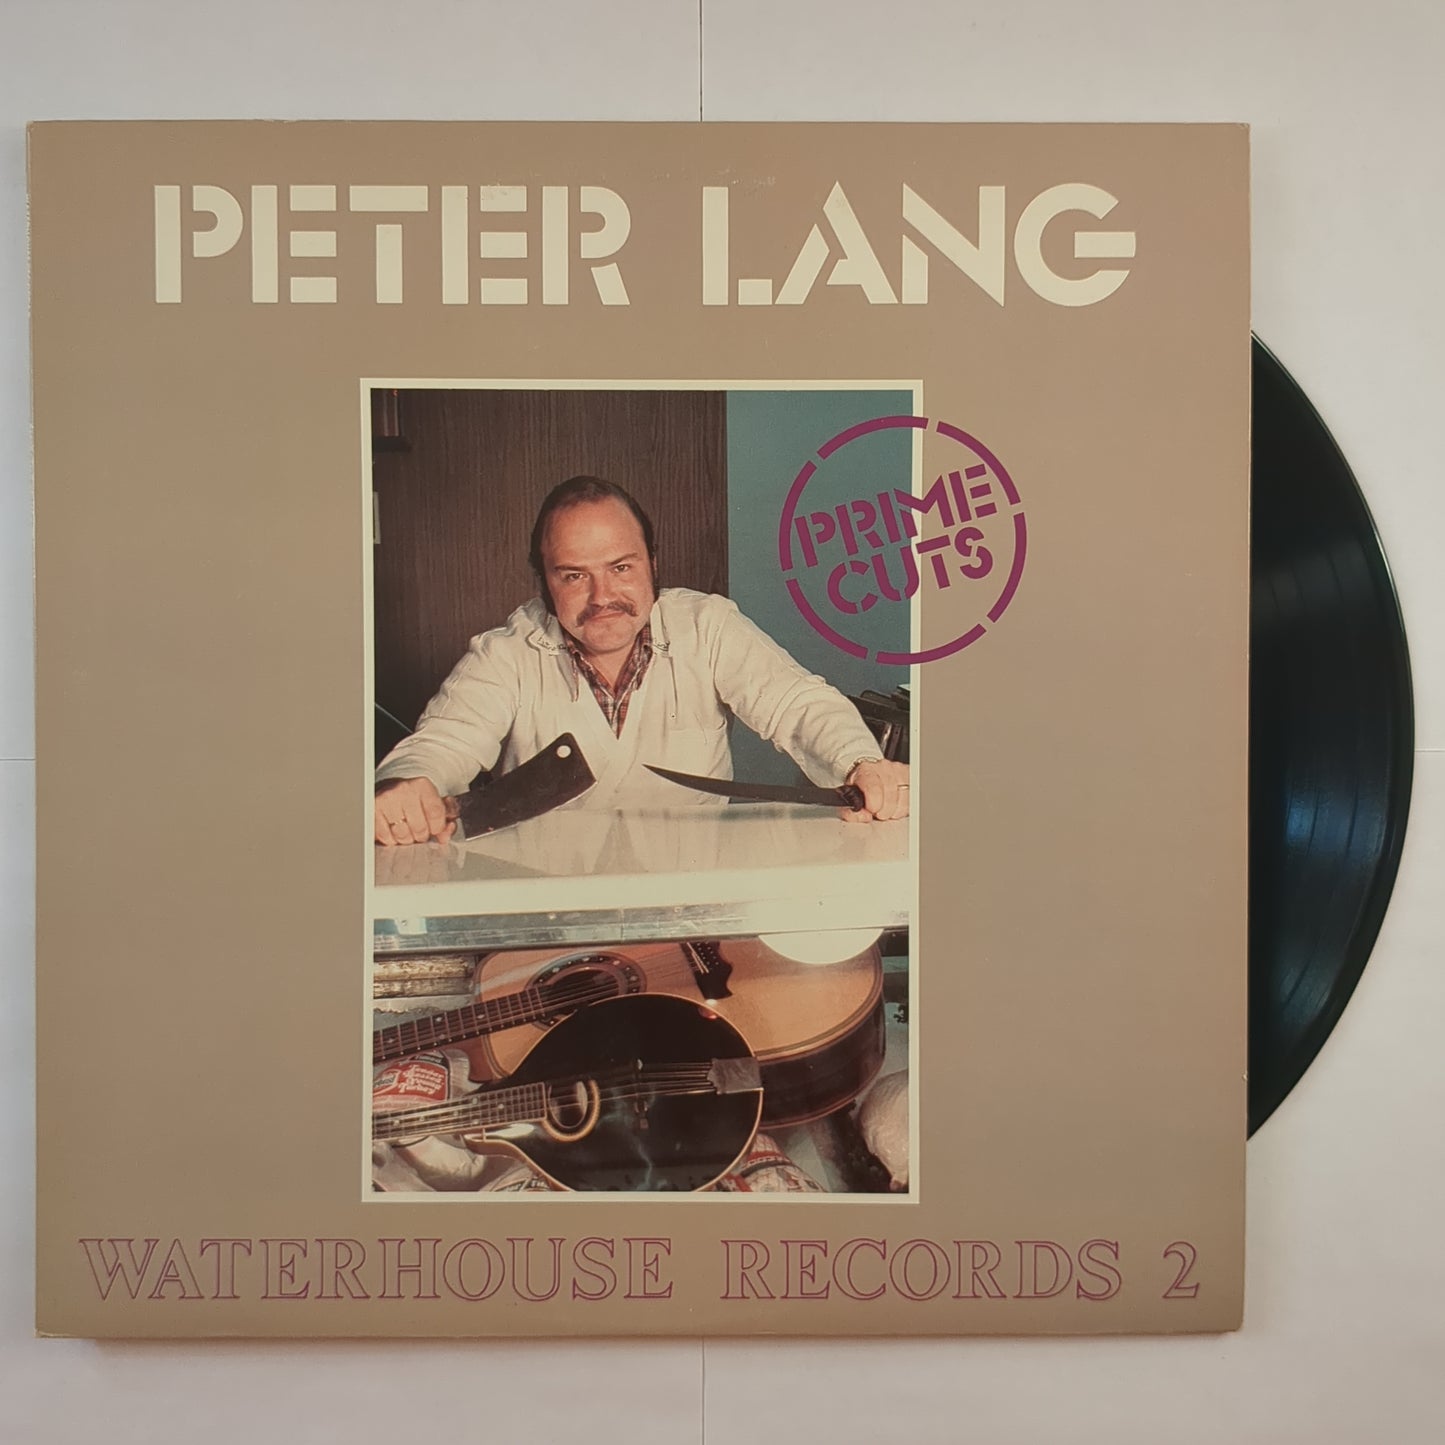 PETER LANG
PRIME
CUTS
WATERHOUSE RECORDS 2